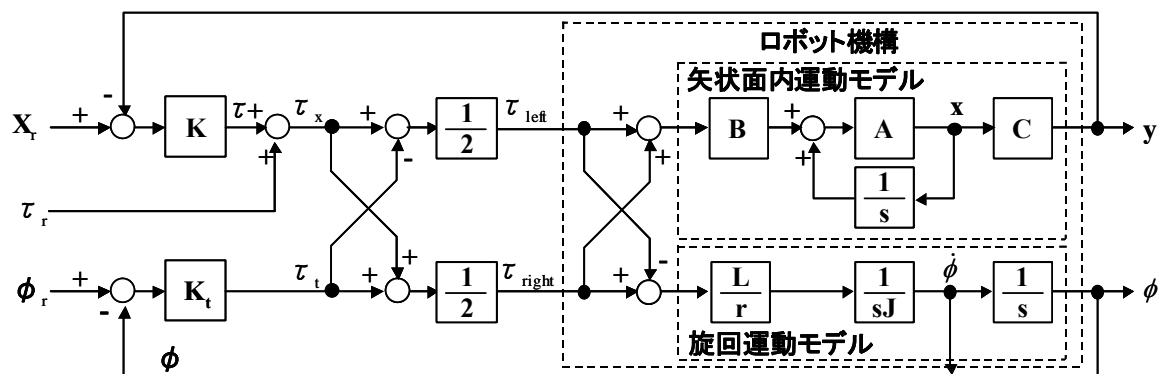 ロボット機構
矢状面内運動モデル
X_r + - K τ + + τ_x + - 1/2 τ_left + + B + + A x C y
1/s
τ_r
ϕ_r + - K_t τ_t + + 1/2 τ_right + - L/r 1/sJ ϕ̇ 1/s ϕ
旋回運動モデル
ϕ